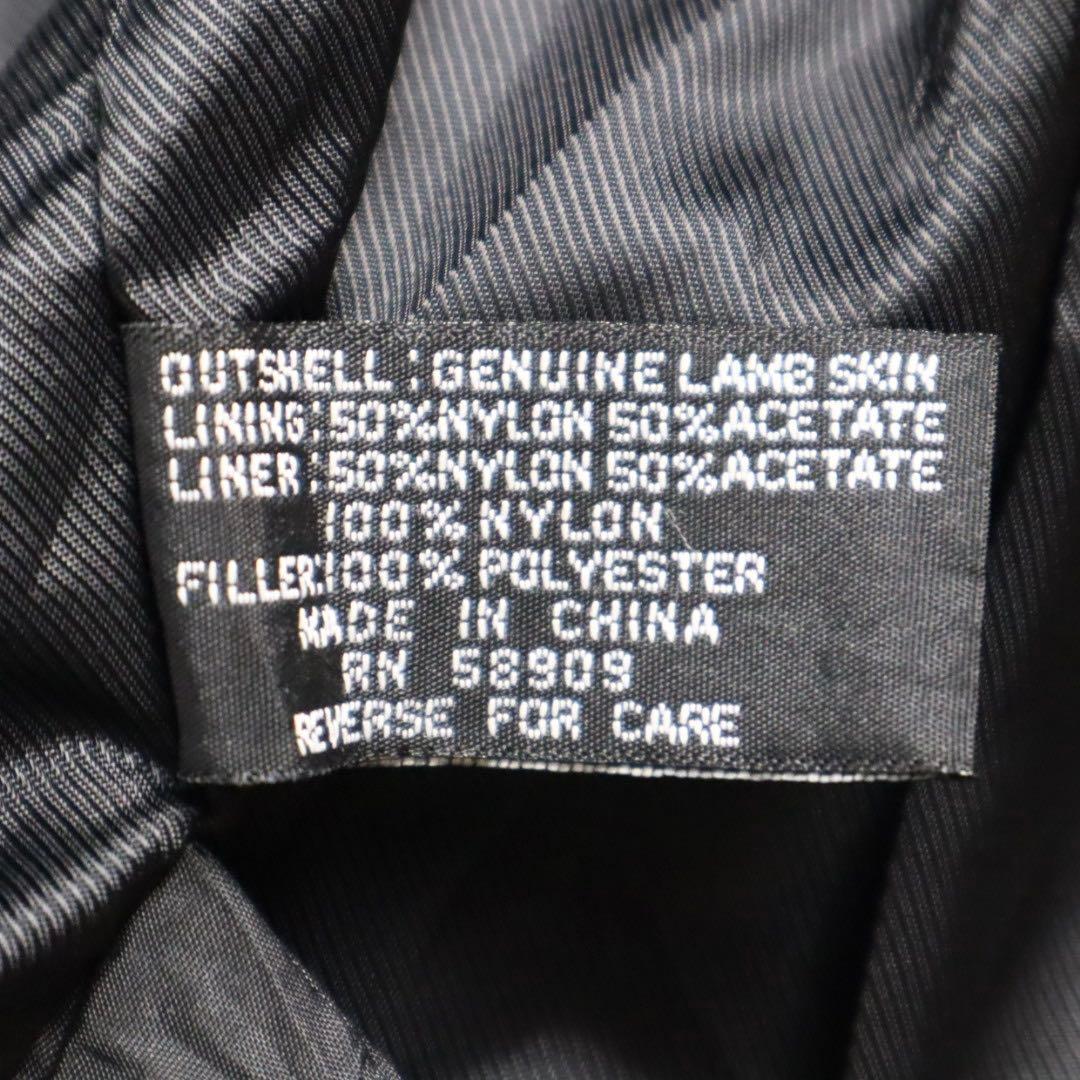 OUTSHELL : GENUINE LAMB SKIN
LINING:50%NYLON 50%ACETATE
LINER:50%NYLON 50%ACETATE
100% NYLON
FILLER:100% POLYESTER
MADE IN CHINA
RN 58909
REVERSE FOR CARE